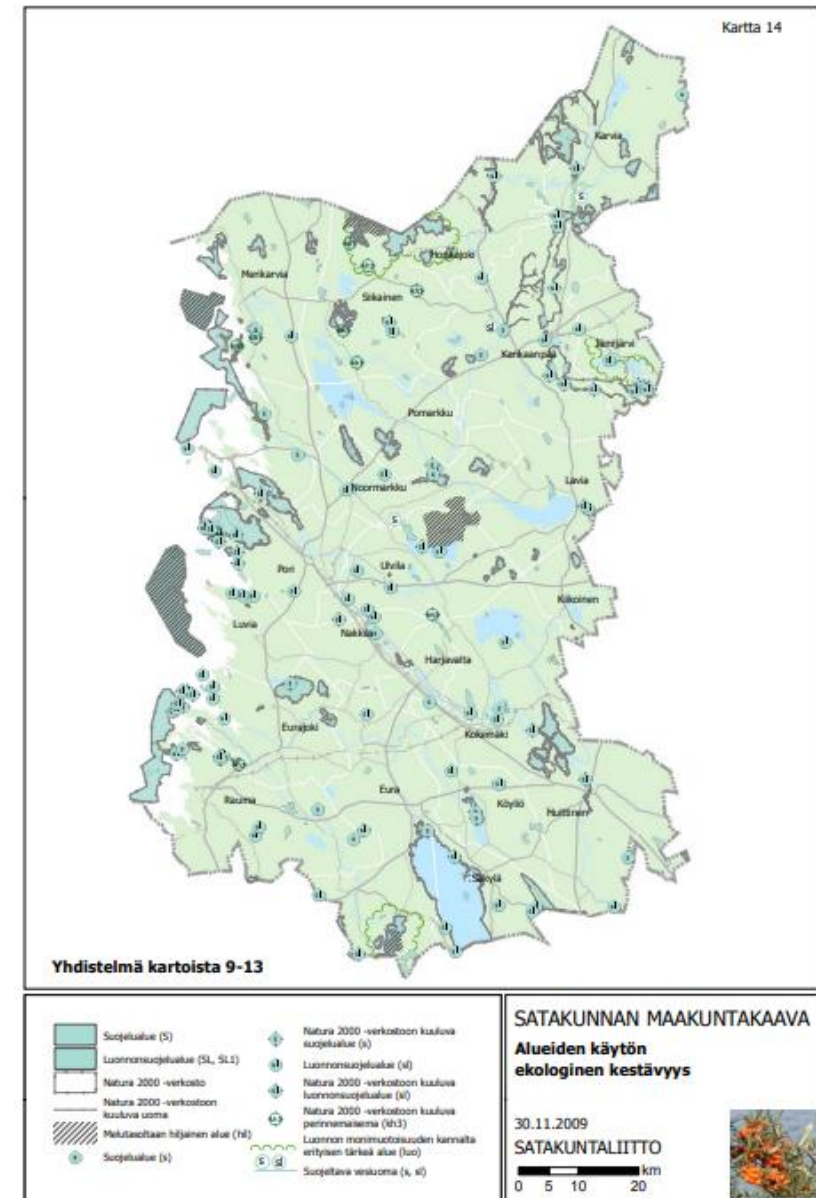 Kartta 14
Karvia
Honkajoki
Merikarvia
Siikainen
Kankaanpää
Jämijärvi
Pomarkku
Noormarkku
Lavia
Pori
Ulvila
Kiikoinen
Luvia
Nakkila
Harjavalta
Eurajoki
Kokemäki
Eura
Rauma
Köyliö
Huittinen
Säkylä
Yhdistelmä kartoista 9-13
Suojelualue (S)
Luonnonsuojelualue (SL, SL1)
Natura 2000 -verkosto
Natura 2000 -verkostoon
kuuluva uoma
Melutasoltaan hiljainen alue (hil)
Suojelualue (s)
Natura 2000 -verkostoon kuuluva
suojelualue (s)
Luonnonsuojelualue (sl)
Natura 2000 -verkostoon kuuluva
luonnonsuojelualue (sl)
Natura 2000 -verkostoon kuuluva
perinnemaisema (kh3)
Luonnon monimuotoisuuden kannalta
erityisen tärkeä alue (luo)
s sl Suojeltava vesiuoma (s, sl)
SATAKUNNAN MAAKUNTAKAAVA
Alueiden käytön
ekologinen kestävyys
30.11.2009
SATAKUNTALIITTO
km
0 5 10 20